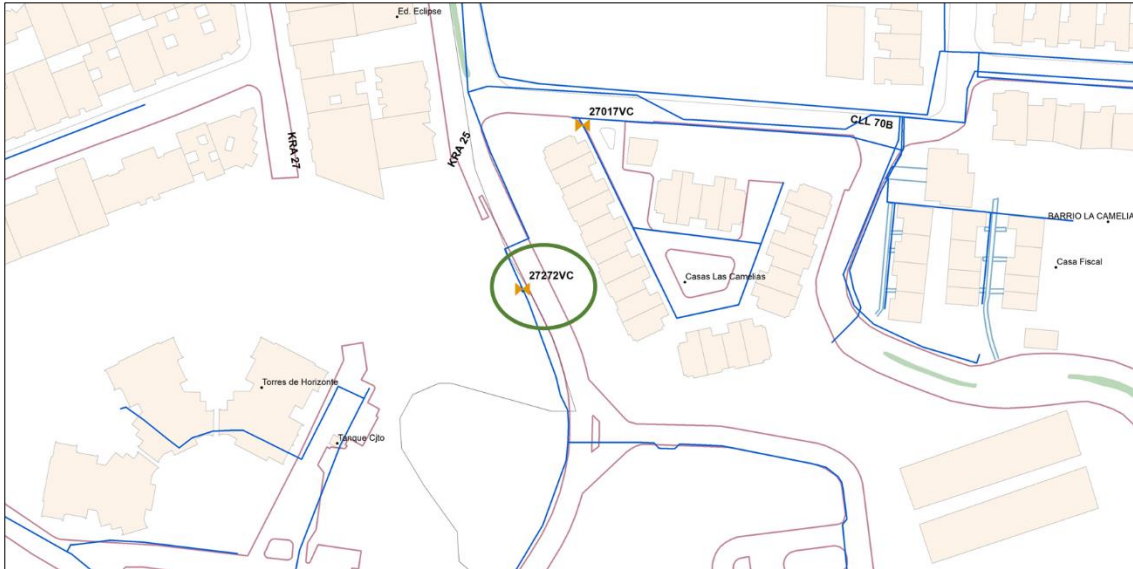 Ed. Eclipse
27017VC
CLL 70B
KRA 27
KRA 25
BARRIO LA CAMELIA
Casa Fiscal
27272VC
Casas Las Camelias
Torres de Horizonte
Tanque Cjto